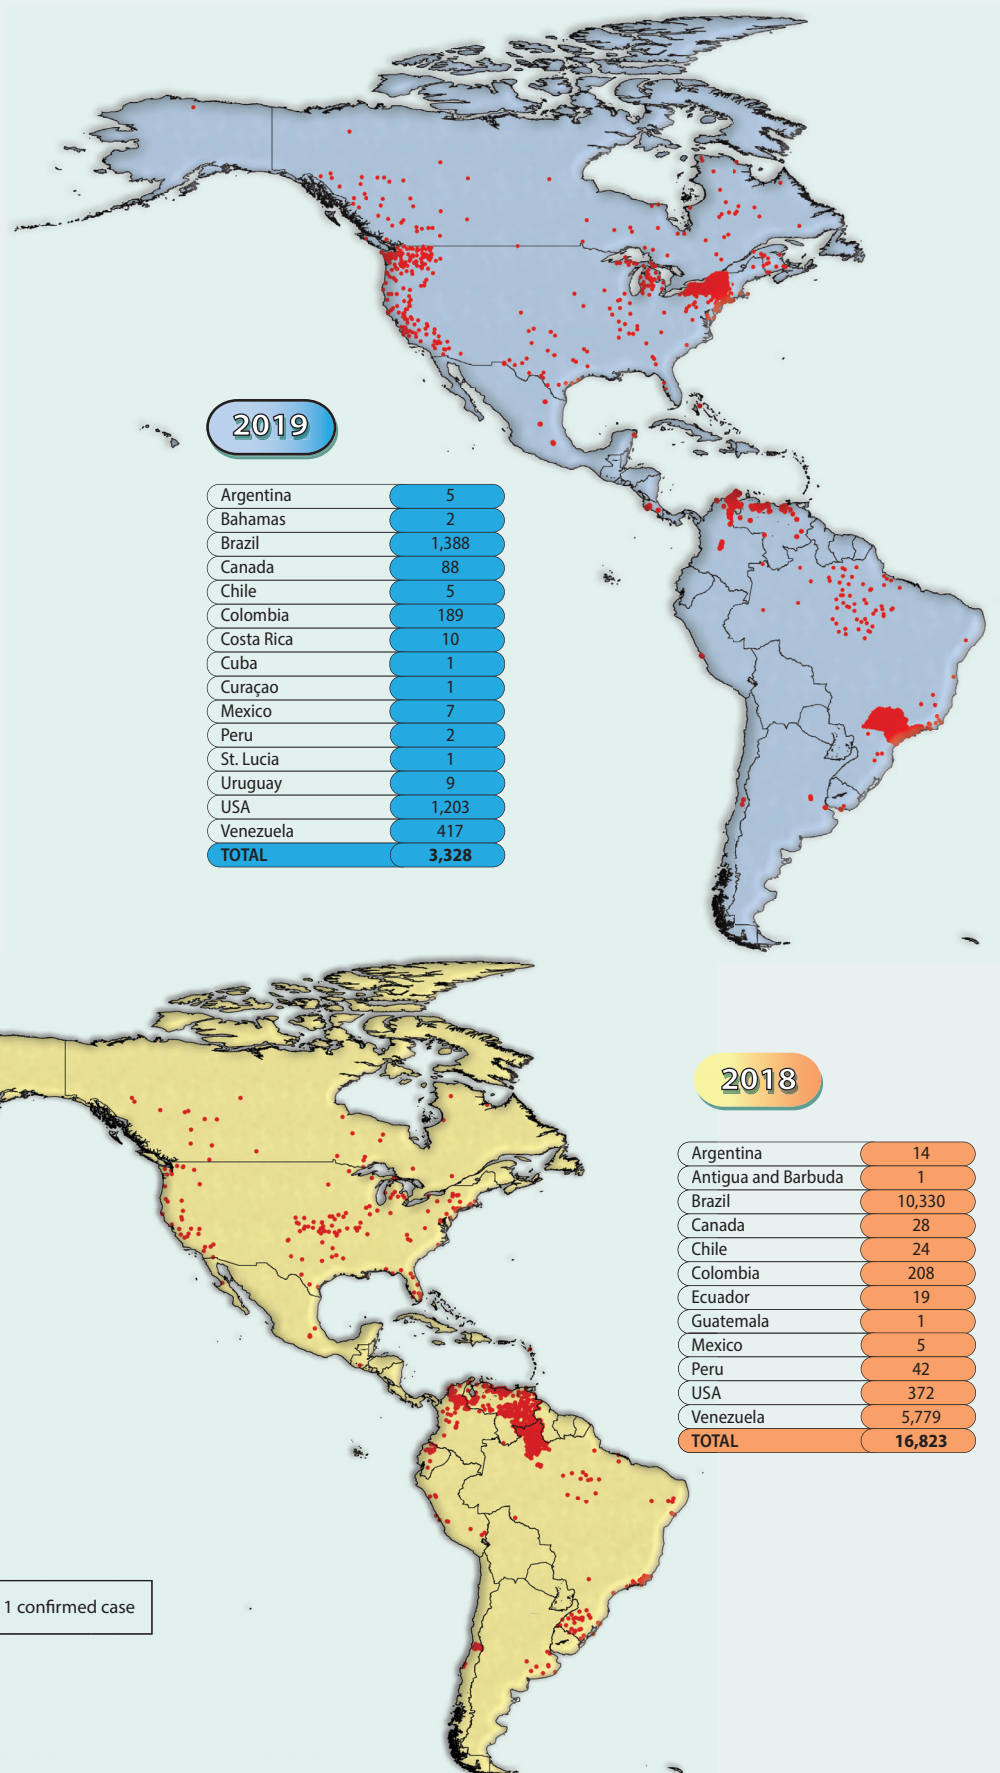 2019
Argentina 5
Bahamas 2
Brazil 1,388
Canada 88
Chile 5
Colombia 189
Costa Rica 10
Cuba 1
Curaçao 1
Mexico 7
Peru 2
St. Lucia 1
Uruguay 9
USA 1,203
Venezuela 417
TOTAL 3,328
2018
Argentina 14
Antigua and Barbuda 1
Brazil 10,330
Canada 28
Chile 24
Colombia 208
Ecuador 19
Guatemala 1
Mexico 5
Peru 42
USA 372
Venezuela 5,779
TOTAL 16,823
1 confirmed case